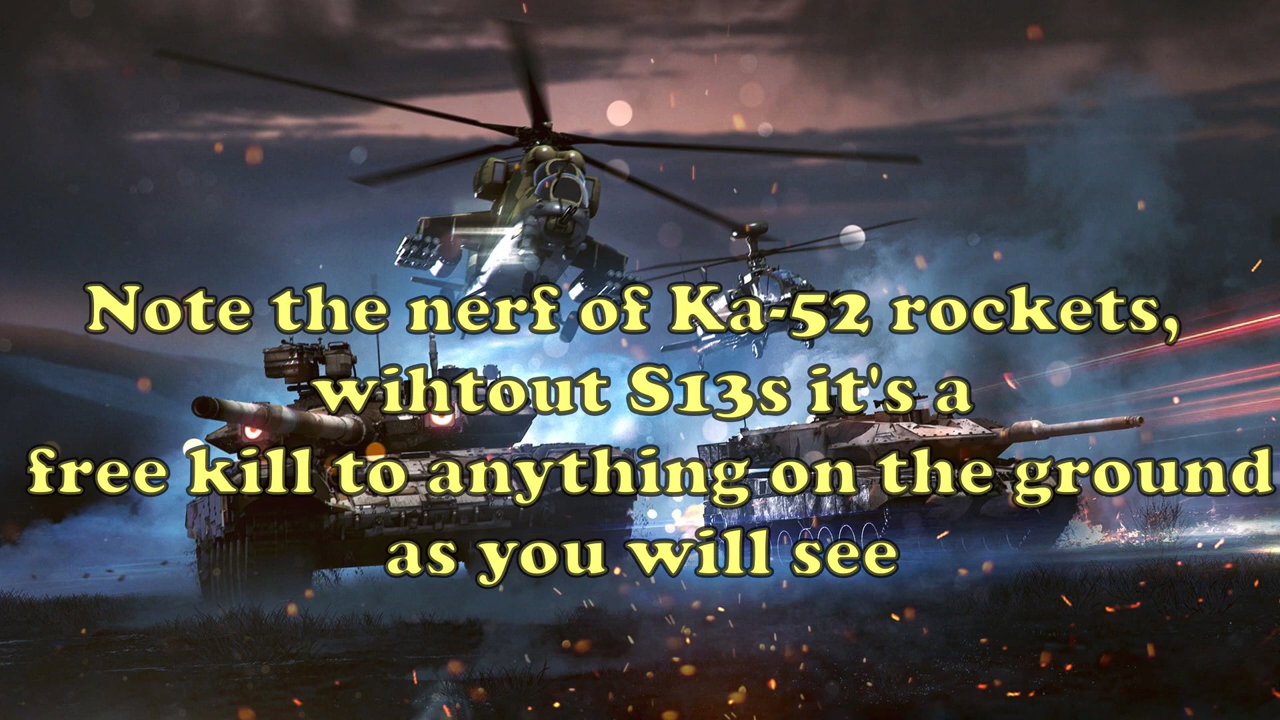 Note the nerf of Ka-52 rockets,
wihtout S13s it's a
free kill to anything on the ground
as you will see